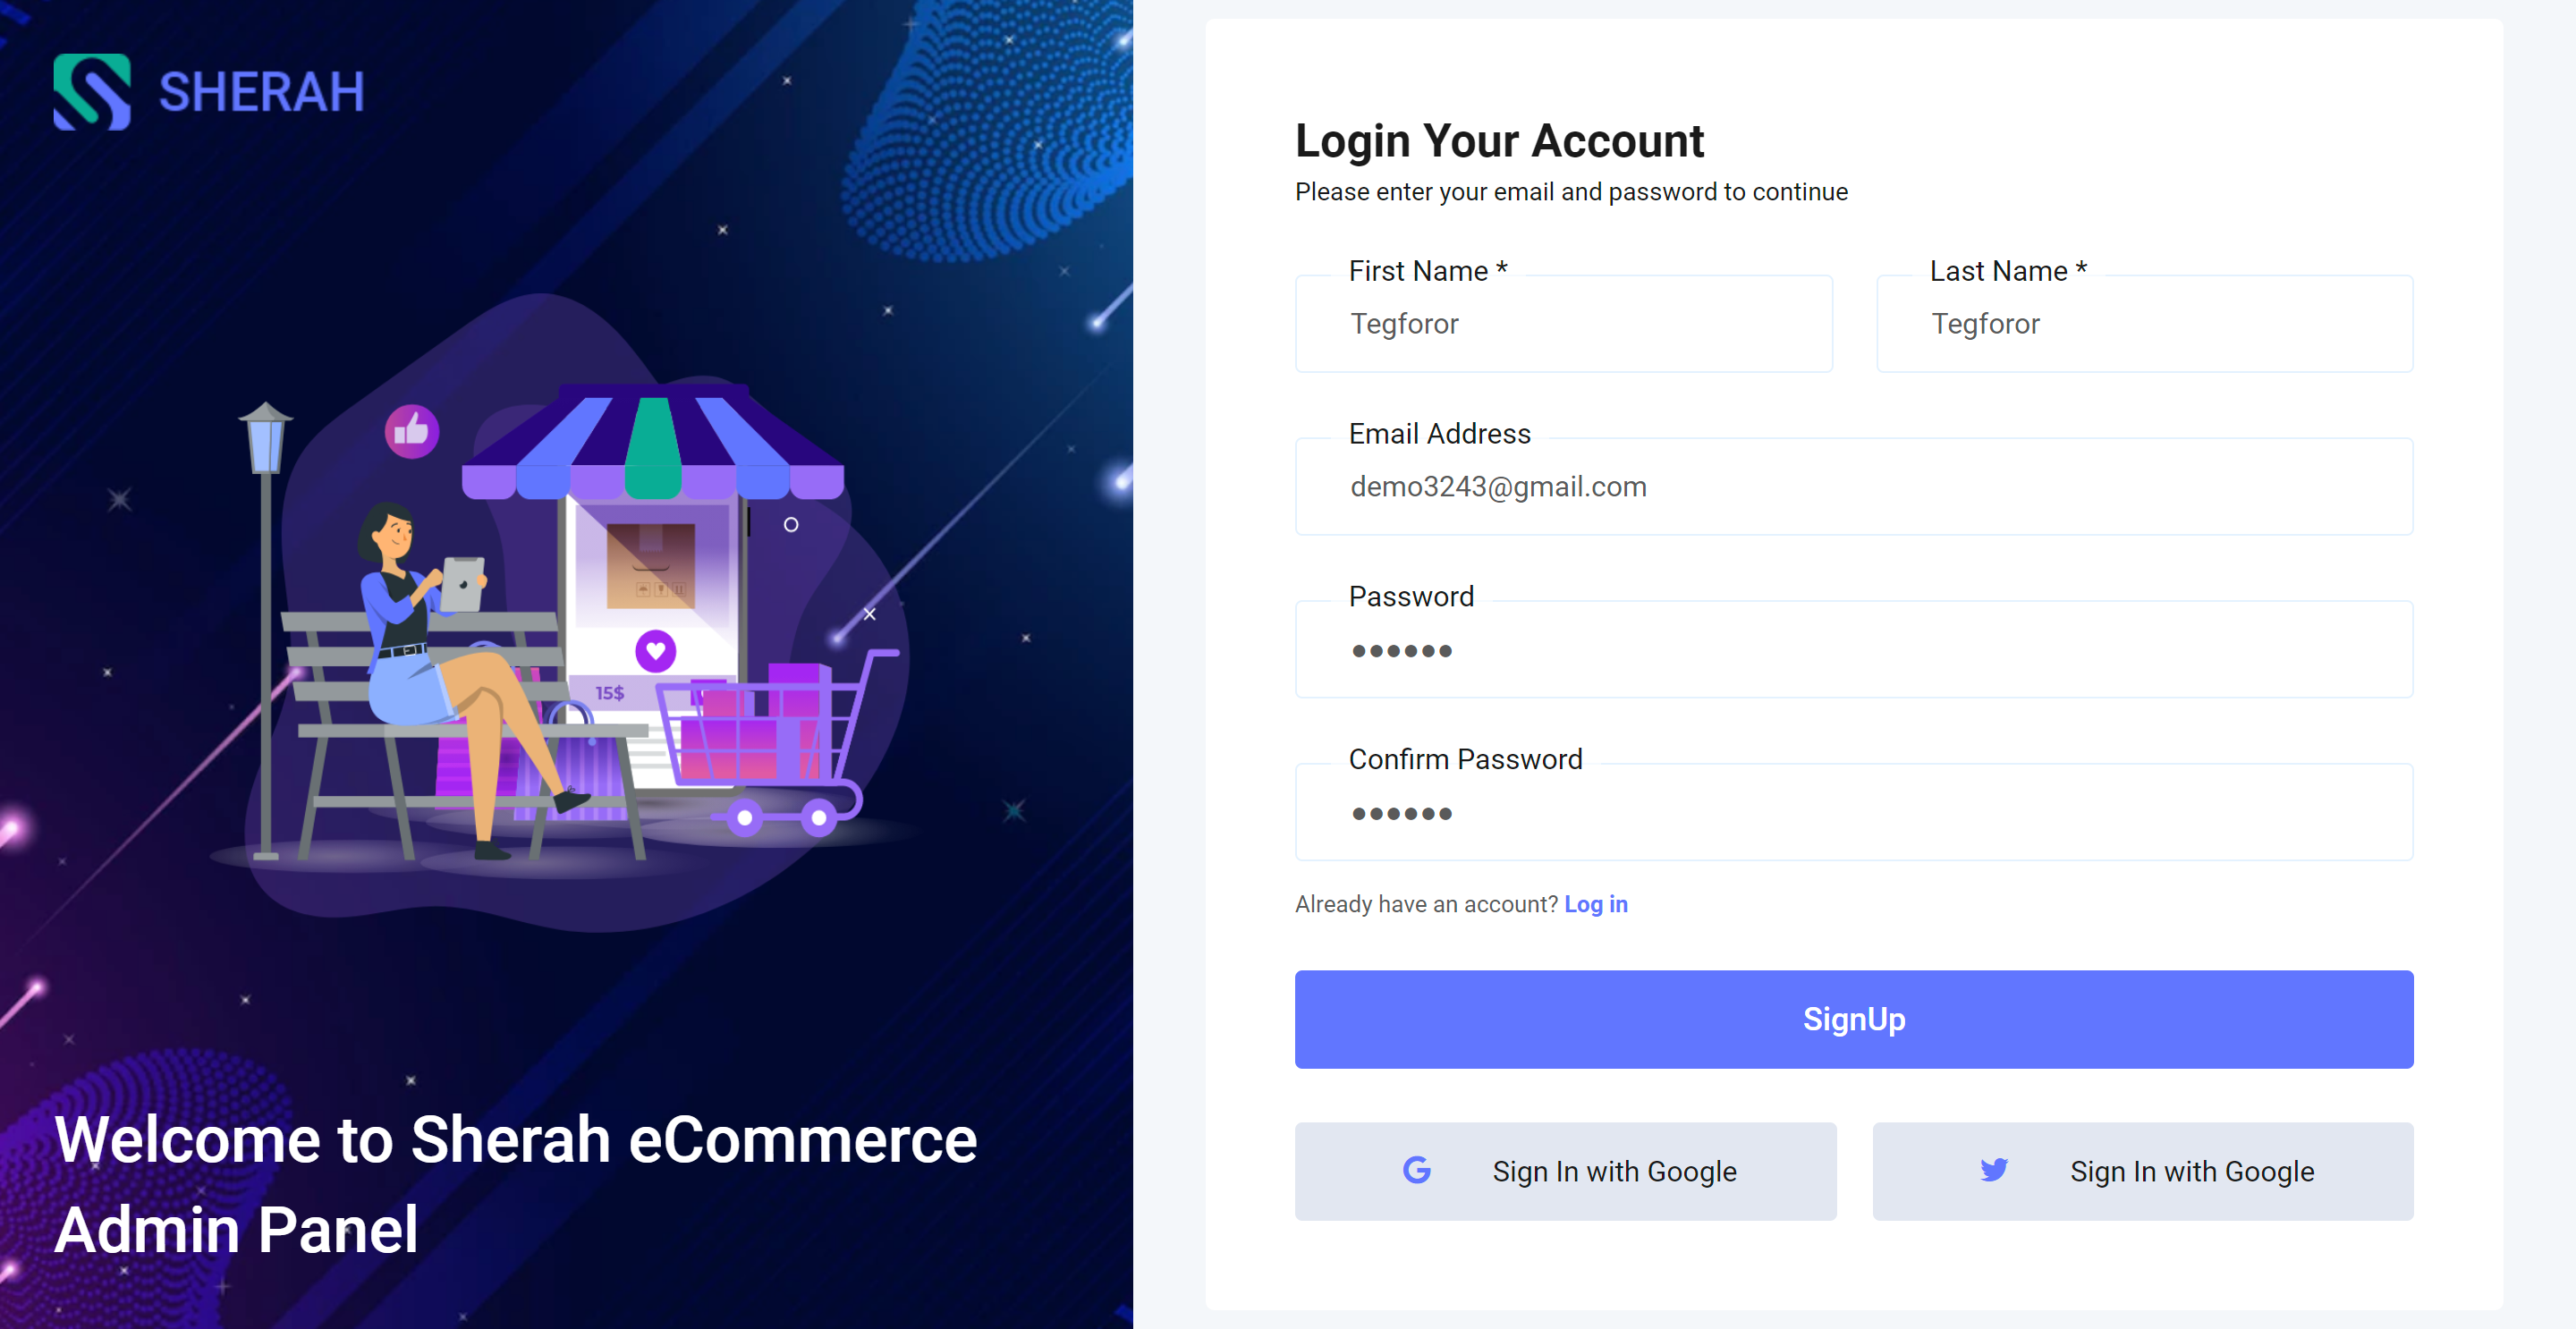 SHERAH
15$
Welcome to Sherah eCommerce
Admin Panel
Login Your Account
Please enter your email and password to continue
First Name *
Tegforor
Last Name *
Tegforor
Email Address
demo3243@gmail.com
Password
●●●●●●
Confirm Password
●●●●●●
Already have an account? Log in
SignUp
Sign In with Google
Sign In with Google